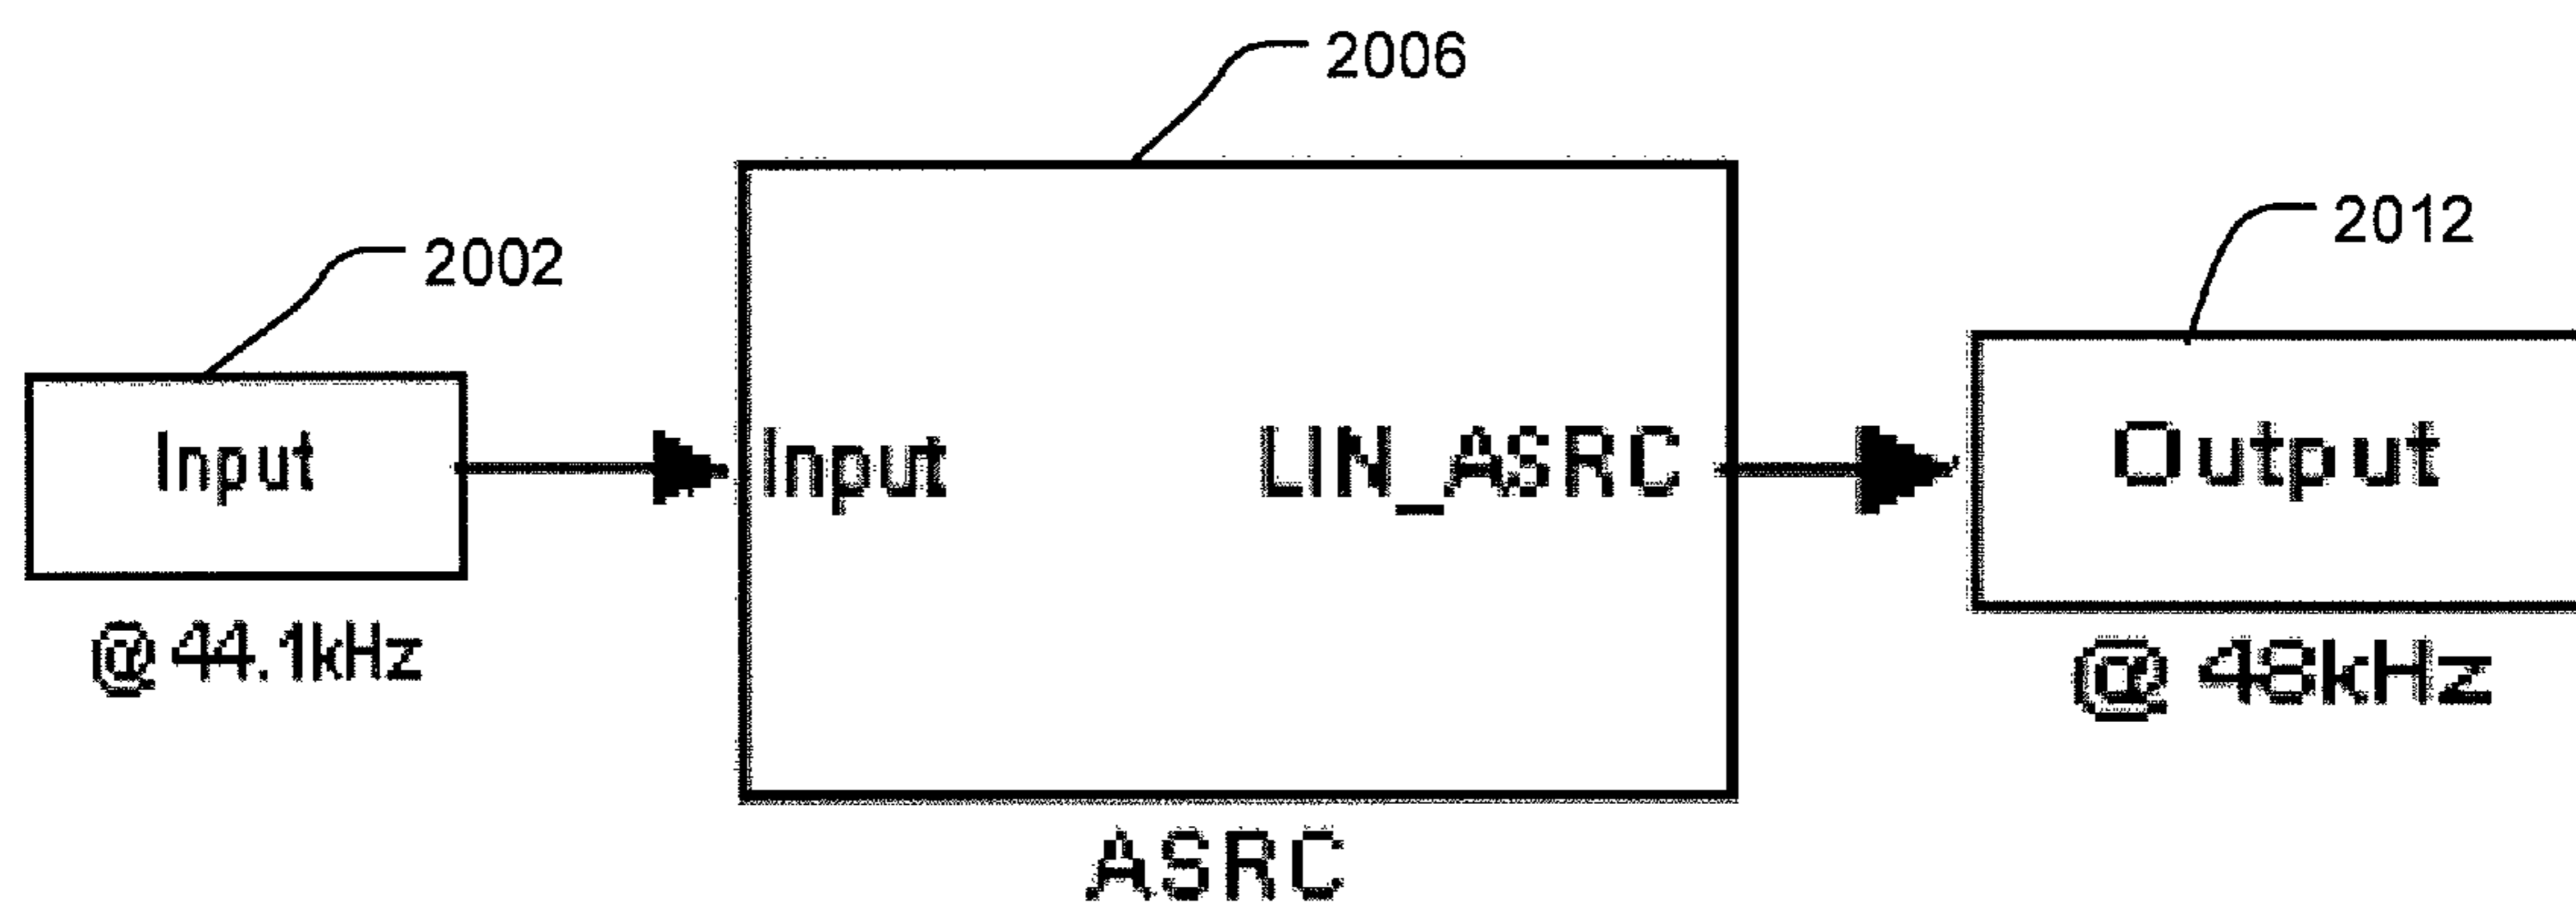 2006
2012
2002
Input
Input
LIN_ASRC
Output
@ 44.1kHz
@ 48kHz
ASRC